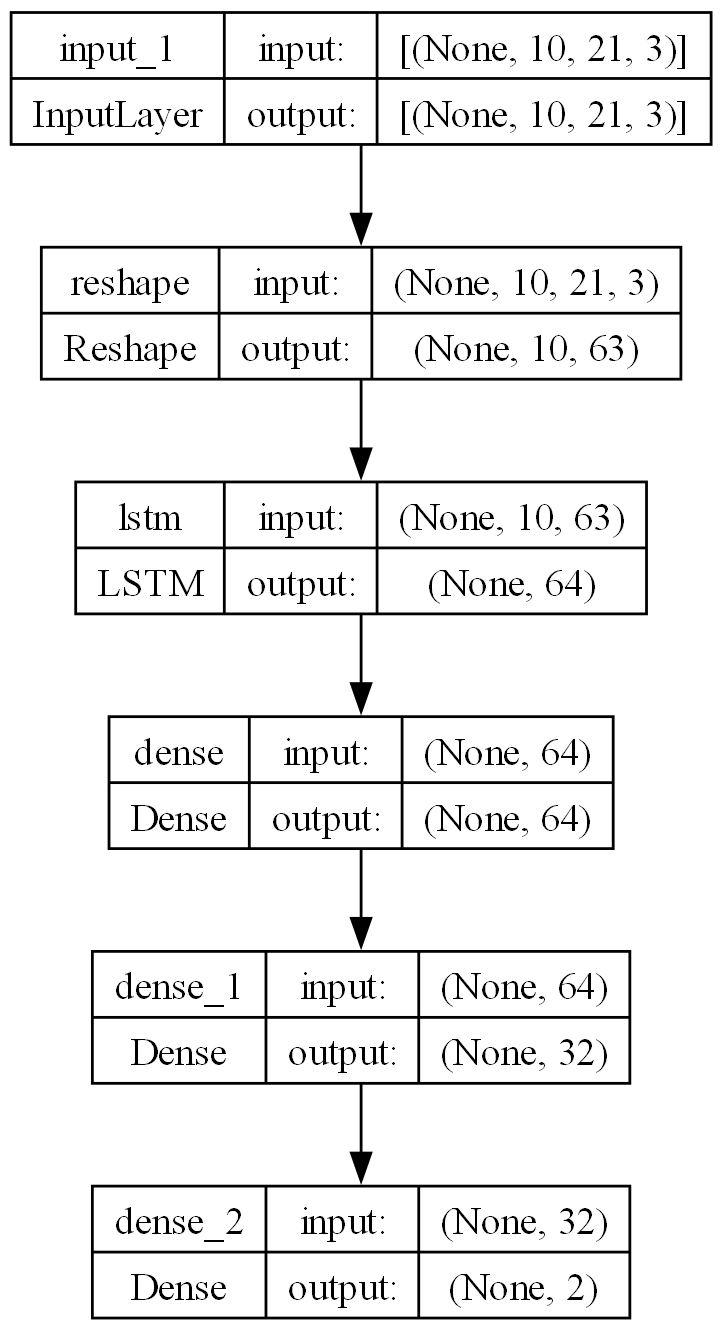 input_1 input: [(None, 10, 21, 3)]
InputLayer output: [(None, 10, 21, 3)]
reshape input: (None, 10, 21, 3)
Reshape output: (None, 10, 63)
lstm input: (None, 10, 63)
LSTM output: (None, 64)
dense input: (None, 64)
Dense output: (None, 64)
dense_1 input: (None, 64)
Dense output: (None, 32)
dense_2 input: (None, 32)
Dense output: (None, 2)